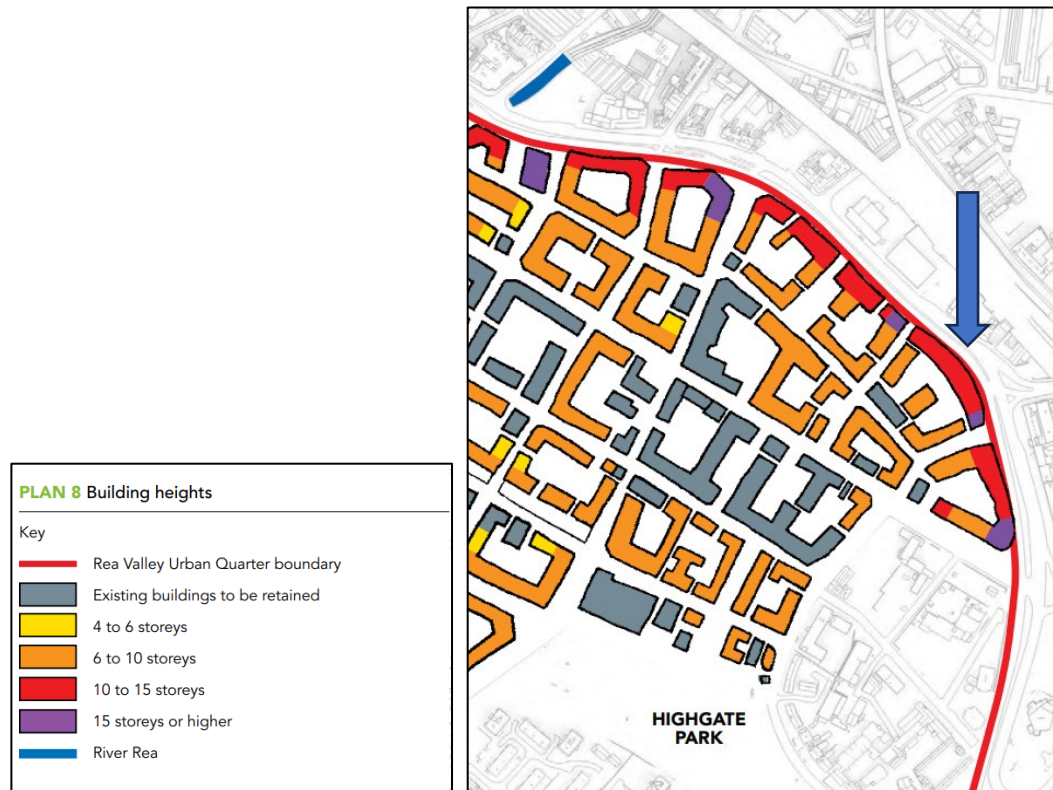 PLAN 8 Building heights
Key
Rea Valley Urban Quarter boundary
Existing buildings to be retained
4 to 6 storeys
6 to 10 storeys
10 to 15 storeys
15 storeys or higher
River Rea
HIGHGATE
PARK